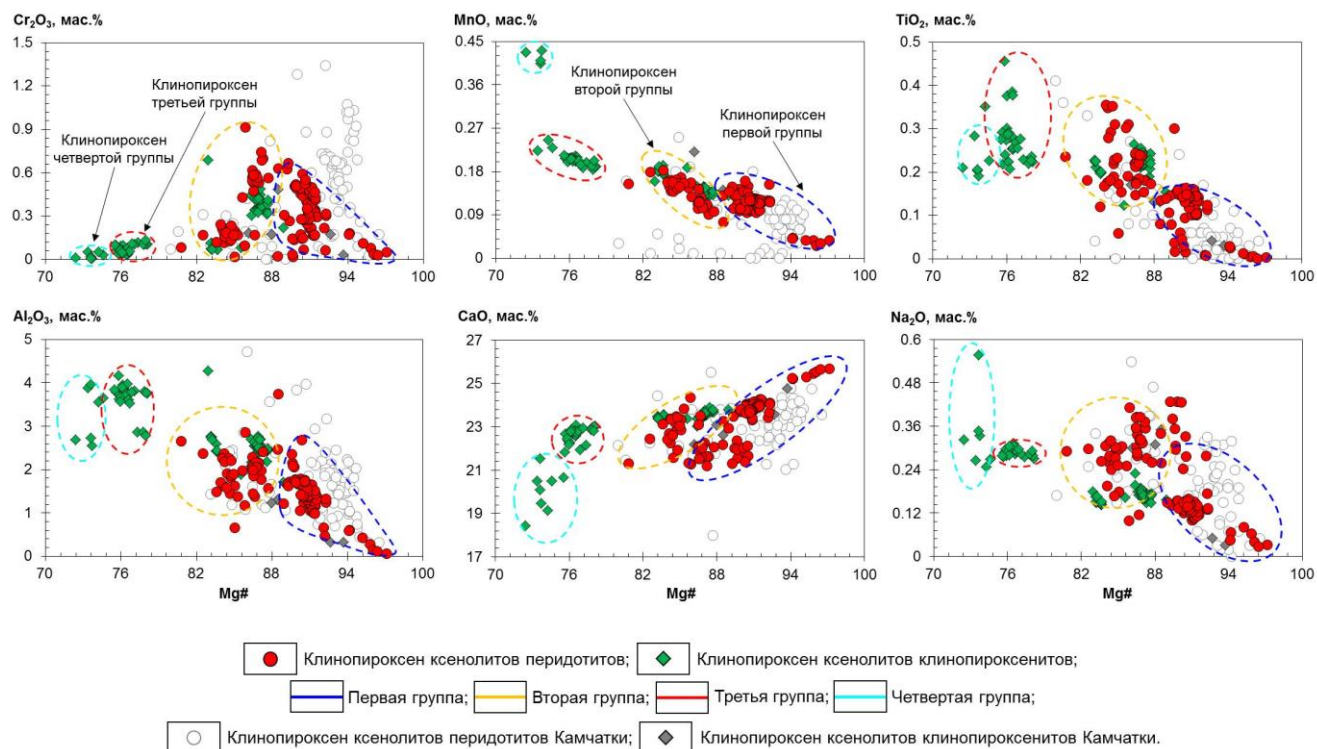 Cr₂O₃, мас.%
1.5
1.2
0.9
0.6
0.3
0
70 76 82 88 94 100
Клинопироксен
третьей группы
Клинопироксен
четвертой группы
MnO, мас.%
0.45
0.36
0.27
0.18
0.09
0
70 76 82 88 94 100
Клинопироксен
второй группы
Клинопироксен
первой группы
TiO₂, мас.%
0.5
0.4
0.3
0.2
0.1
0
70 76 82 88 94 100
Al₂O₃, мас.%
5
4
3
2
1
0
70 76 82 88 94 100
Mg#
CaO, мас.%
27
25
23
21
19
17
70 76 82 88 94 100
Mg#
Na₂O, мас.%
0.6
0.48
0.36
0.24
0.12
0
70 76 82 88 94 100
Mg#
Клинопироксен ксенолитов перидотитов; Клинопироксен ксенолитов клинопироксенитов;
Первая группа; Вторая группа; Третья группа; Четвертая группа;
Клинопироксен ксенолитов перидотитов Камчатки; Клинопироксен ксенолитов клинопироксенитов Камчатки.